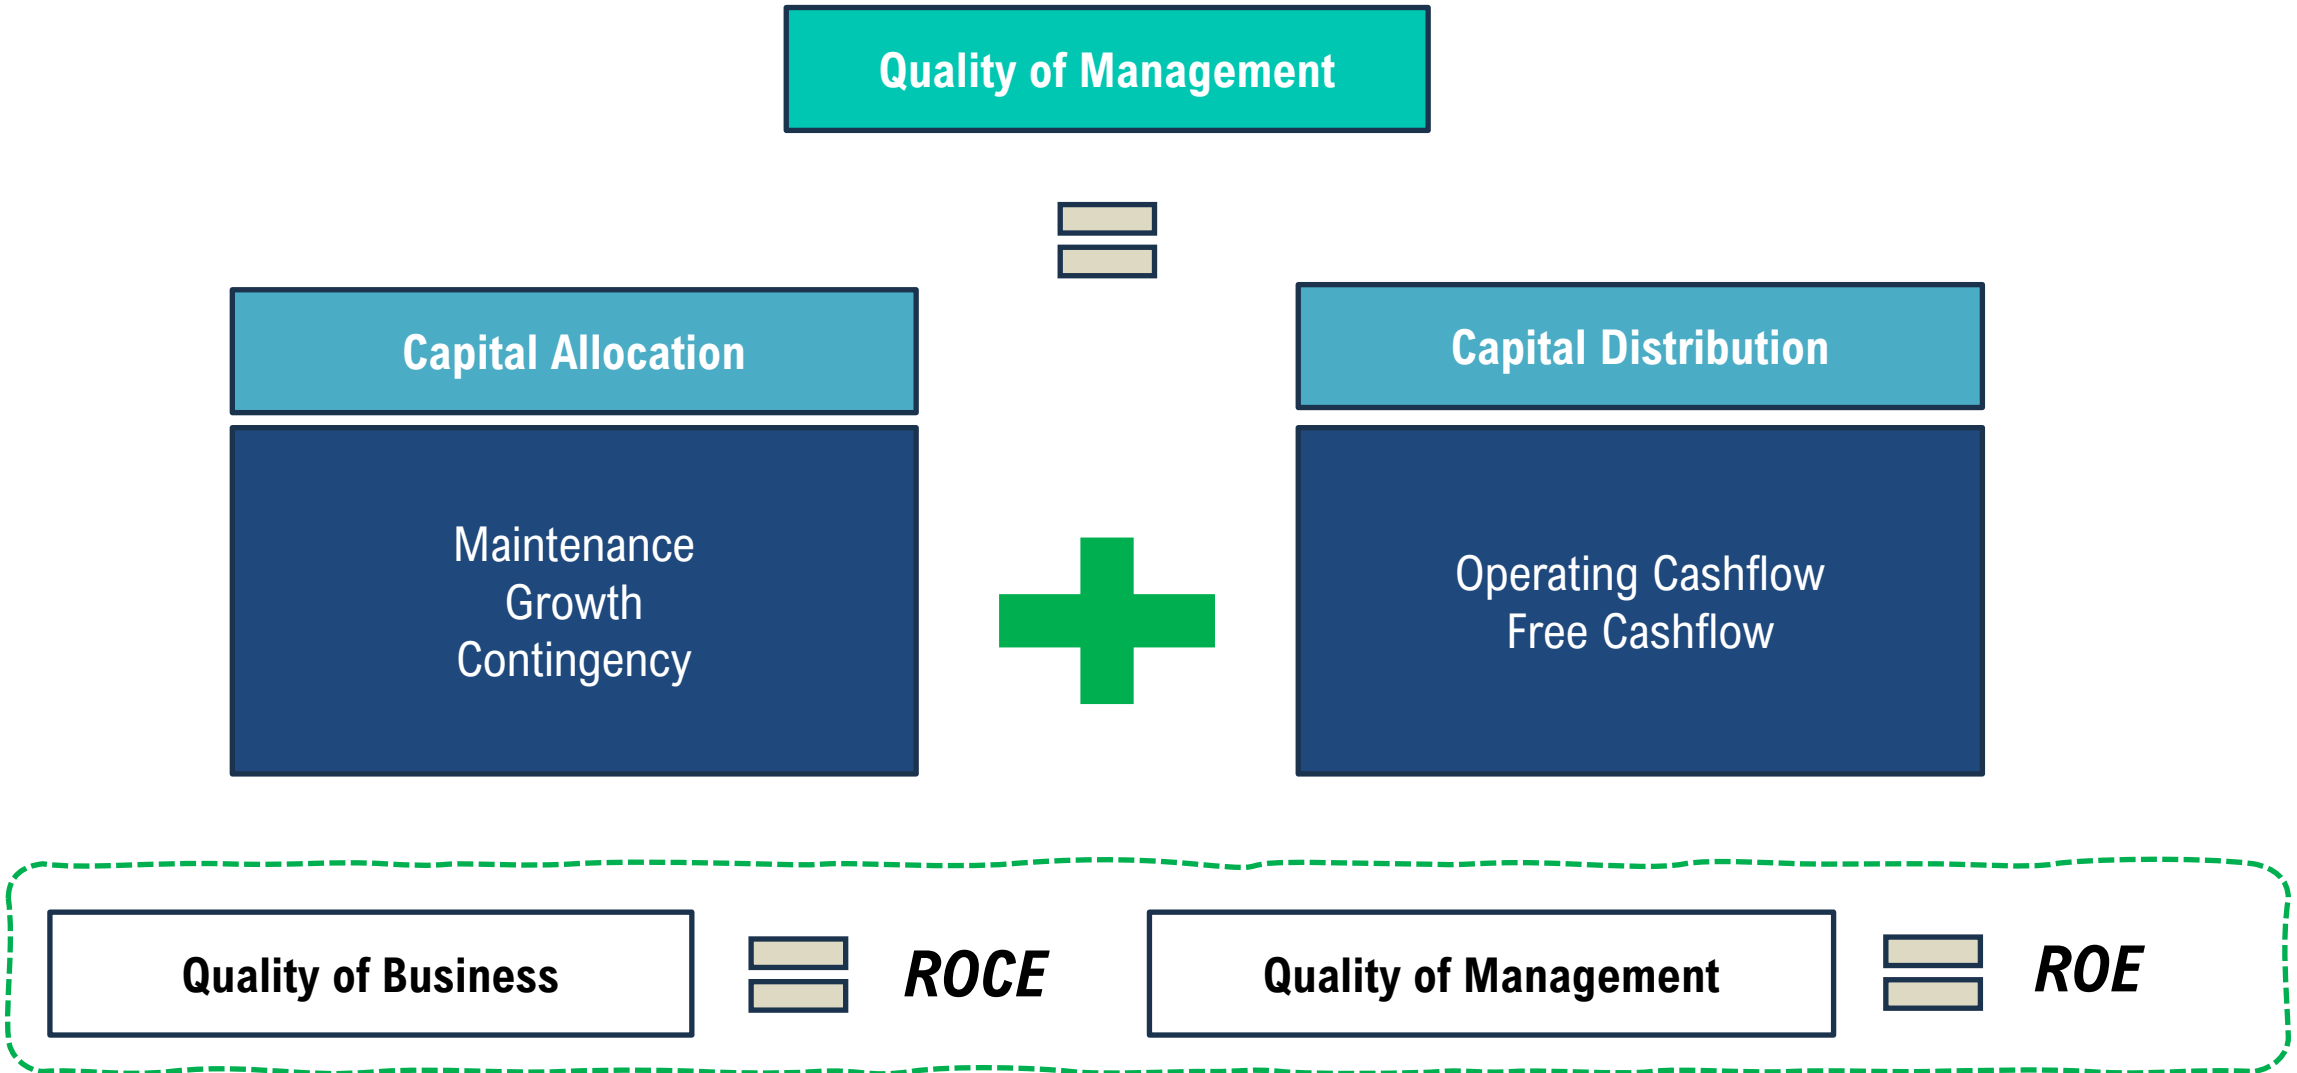 Quality of Management
Capital Allocation
Capital Distribution
Maintenance
Growth
Contingency
Operating Cashflow
Free Cashflow
Quality of Business
ROCE
Quality of Management
ROE